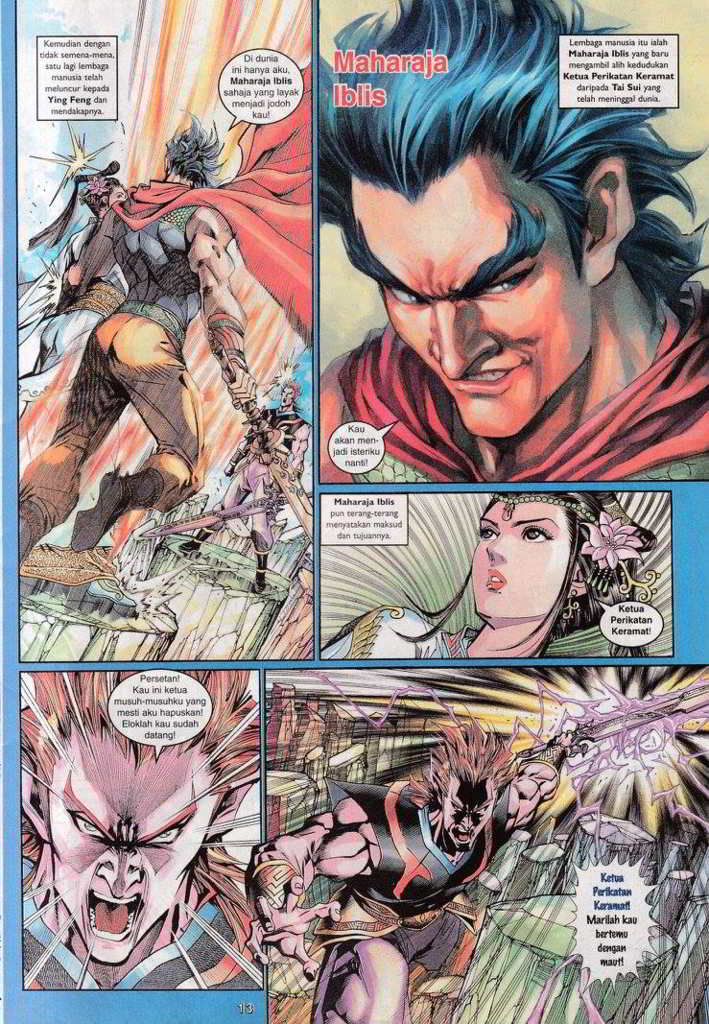 Kemudian dengan
tidak semena-mena,
satu lagi lembaga
manusia telah
meluncur kepada
Ying Feng dan
mendakapnya.
Di dunia
ini hanya aku,
Maharaja Iblis
sahaja yang layak
menjadi jodoh
kau!
Maharaja
Iblis
Lembaga manusia itu ialah
Maharaja Iblis yang baru
mengambil alih kedudukan
Ketua Perikatan Keramat
daripada Tai Sui yang
telah meninggal dunia.
Kau
akan men-
jadi isteriku
nanti!
Maharaja Iblis
pun terang-terang
menyatakan maksud
dan tujuannya.
Ketua
Perikatan
Keramat!
Persetan!
Kau ini ketua
musuh-musuhku yang
mesti aku hapuskan!
Eloklah kau sudah
datang!
Ketua
Perikatan
Keramat!
Marilah kau
bertemu
dengan
maut!
13